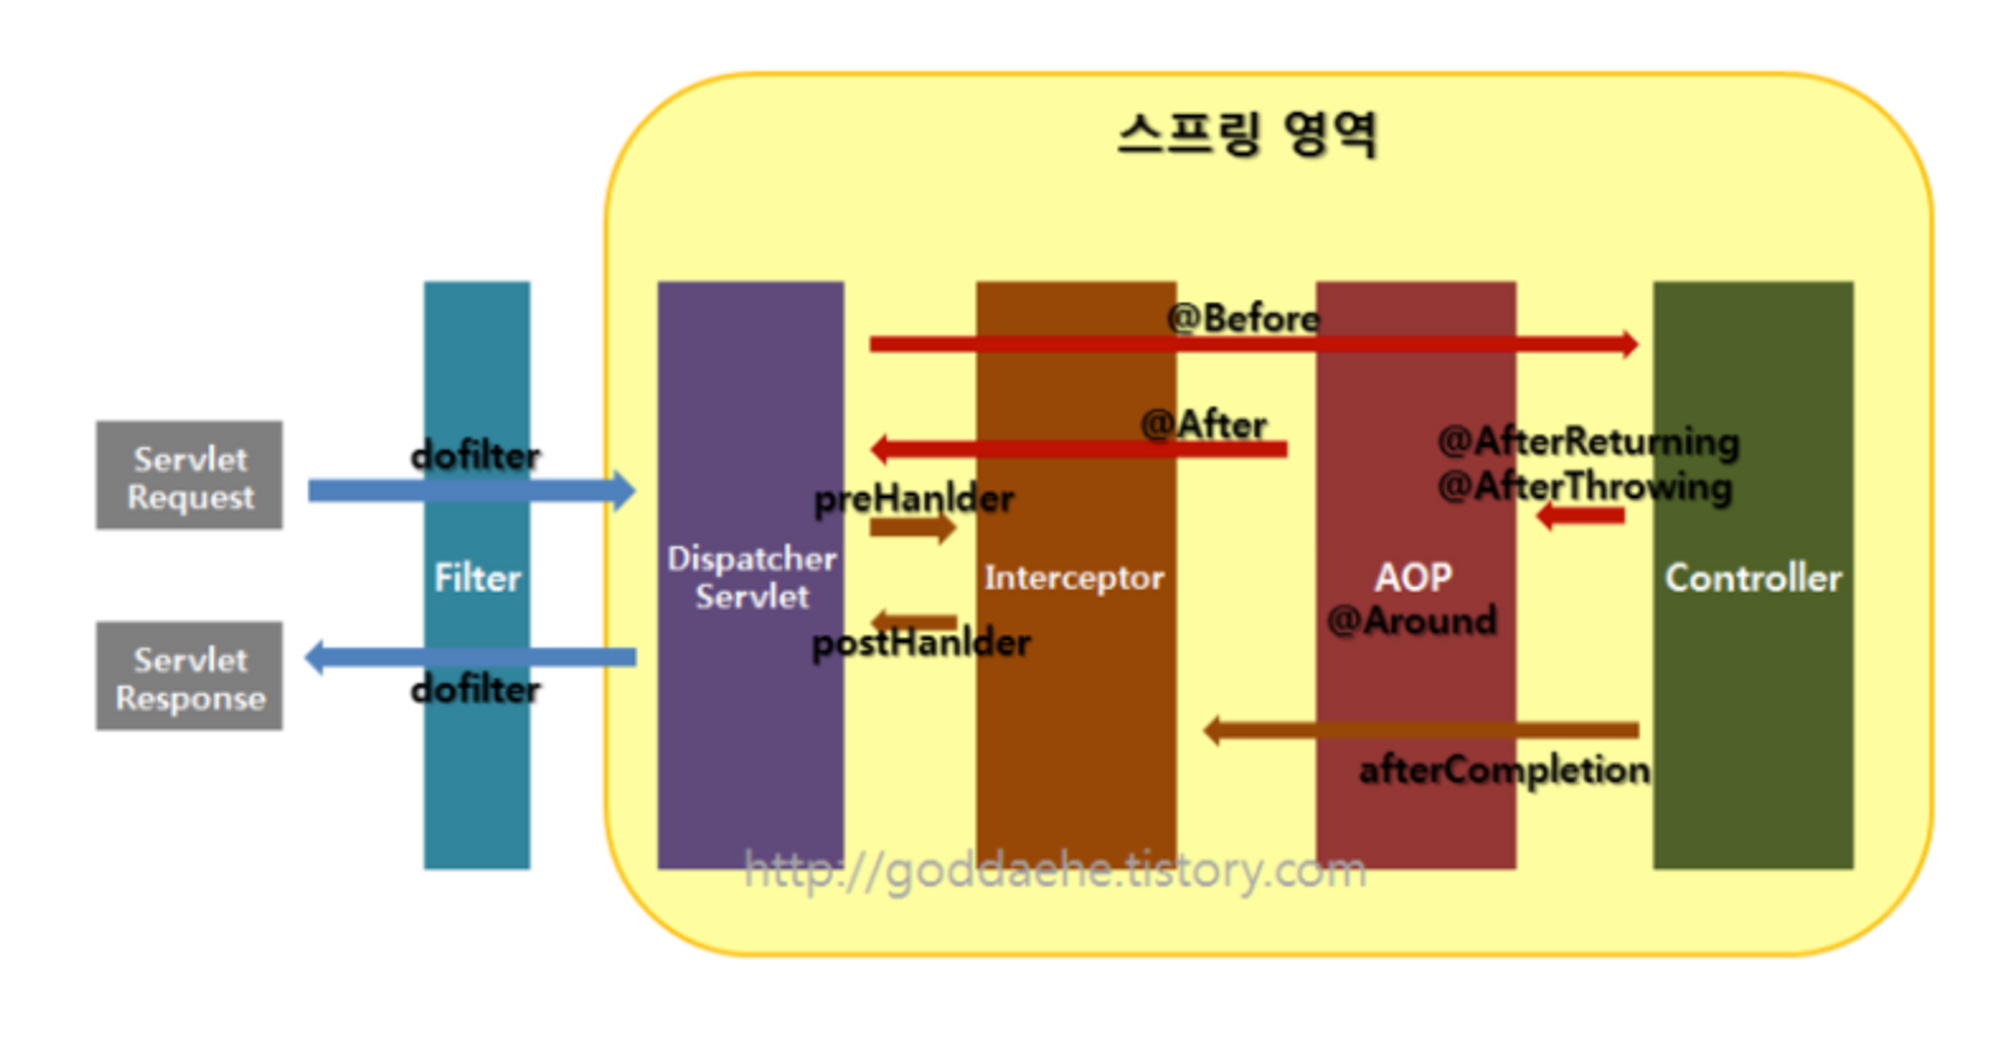 스프링 영역
@Before
@After
@AfterReturning
@AfterThrowing
Servlet
Request
dofilter
preHanlder
Filter
Dispatcher
Servlet
Interceptor
AOP
@Around
Controller
Servlet
Response
dofilter
postHanlder
afterCompletion
http://goddaehe.tistory.com